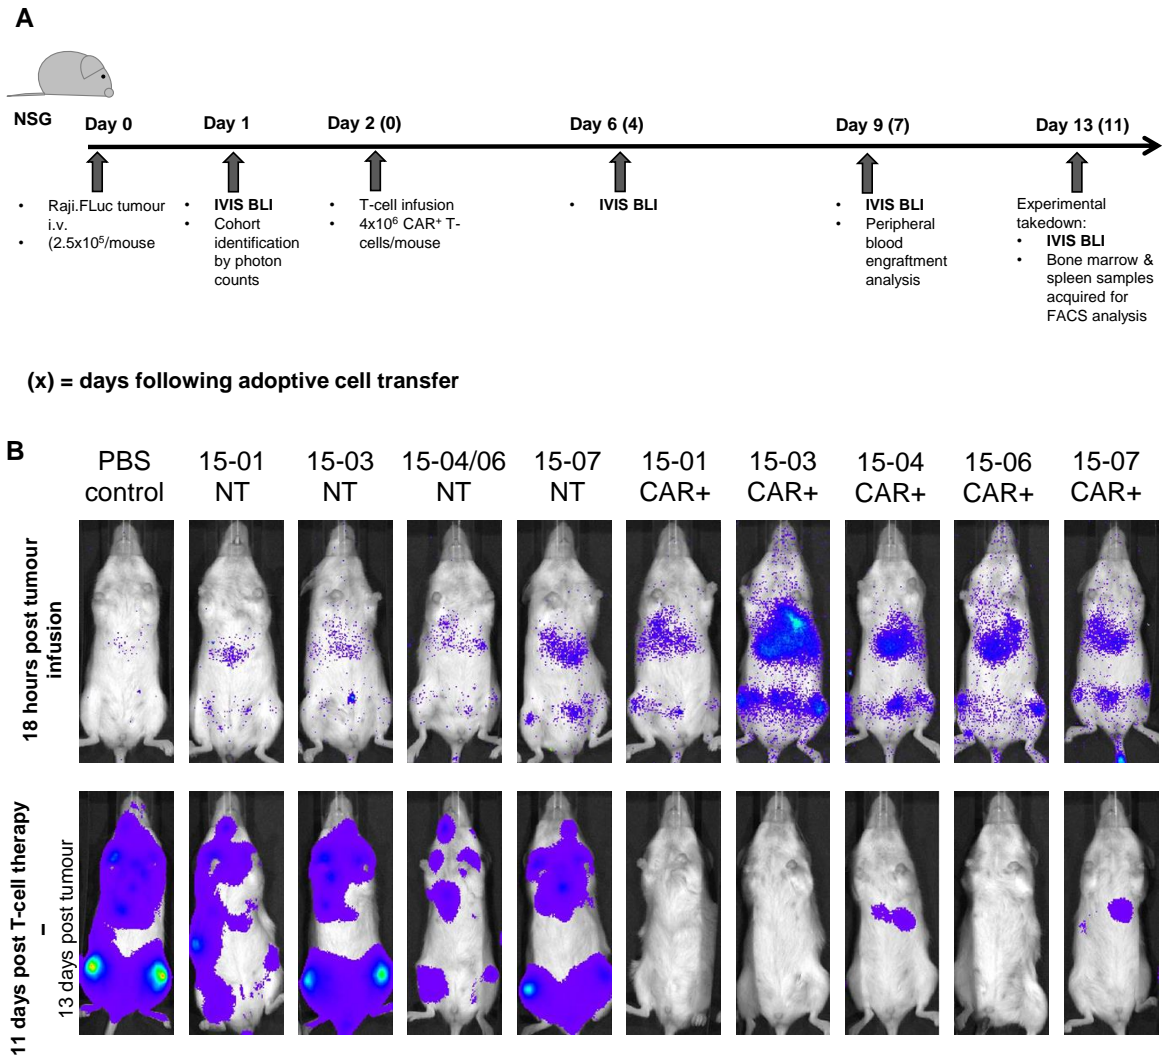 A
NSG
Day 0
Day 1
Day 2 (0)
Day 6 (4)
Day 9 (7)
Day 13 (11)
• Raji.FLuc tumour
i.v.
• (2.5x10⁵/mouse
• IVIS BLI
• Cohort
identification
by photon
counts
• T-cell infusion
• 4x10⁶ CAR⁺ T-
cells/mouse
• IVIS BLI
• IVIS BLI
• Peripheral
blood
engraftment
analysis
Experimental
takedown:
• IVIS BLI
• Bone marrow &
spleen samples
acquired for
FACS analysis
(x) = days following adoptive cell transfer
B
PBS
control
15-01
NT
15-03
NT
15-04/06
NT
15-07
NT
15-01
CAR+
15-03
CAR+
15-04
CAR+
15-06
CAR+
15-07
CAR+
18 hours post tumour
infusion
11 days post T-cell therapy
–
13 days post tumour